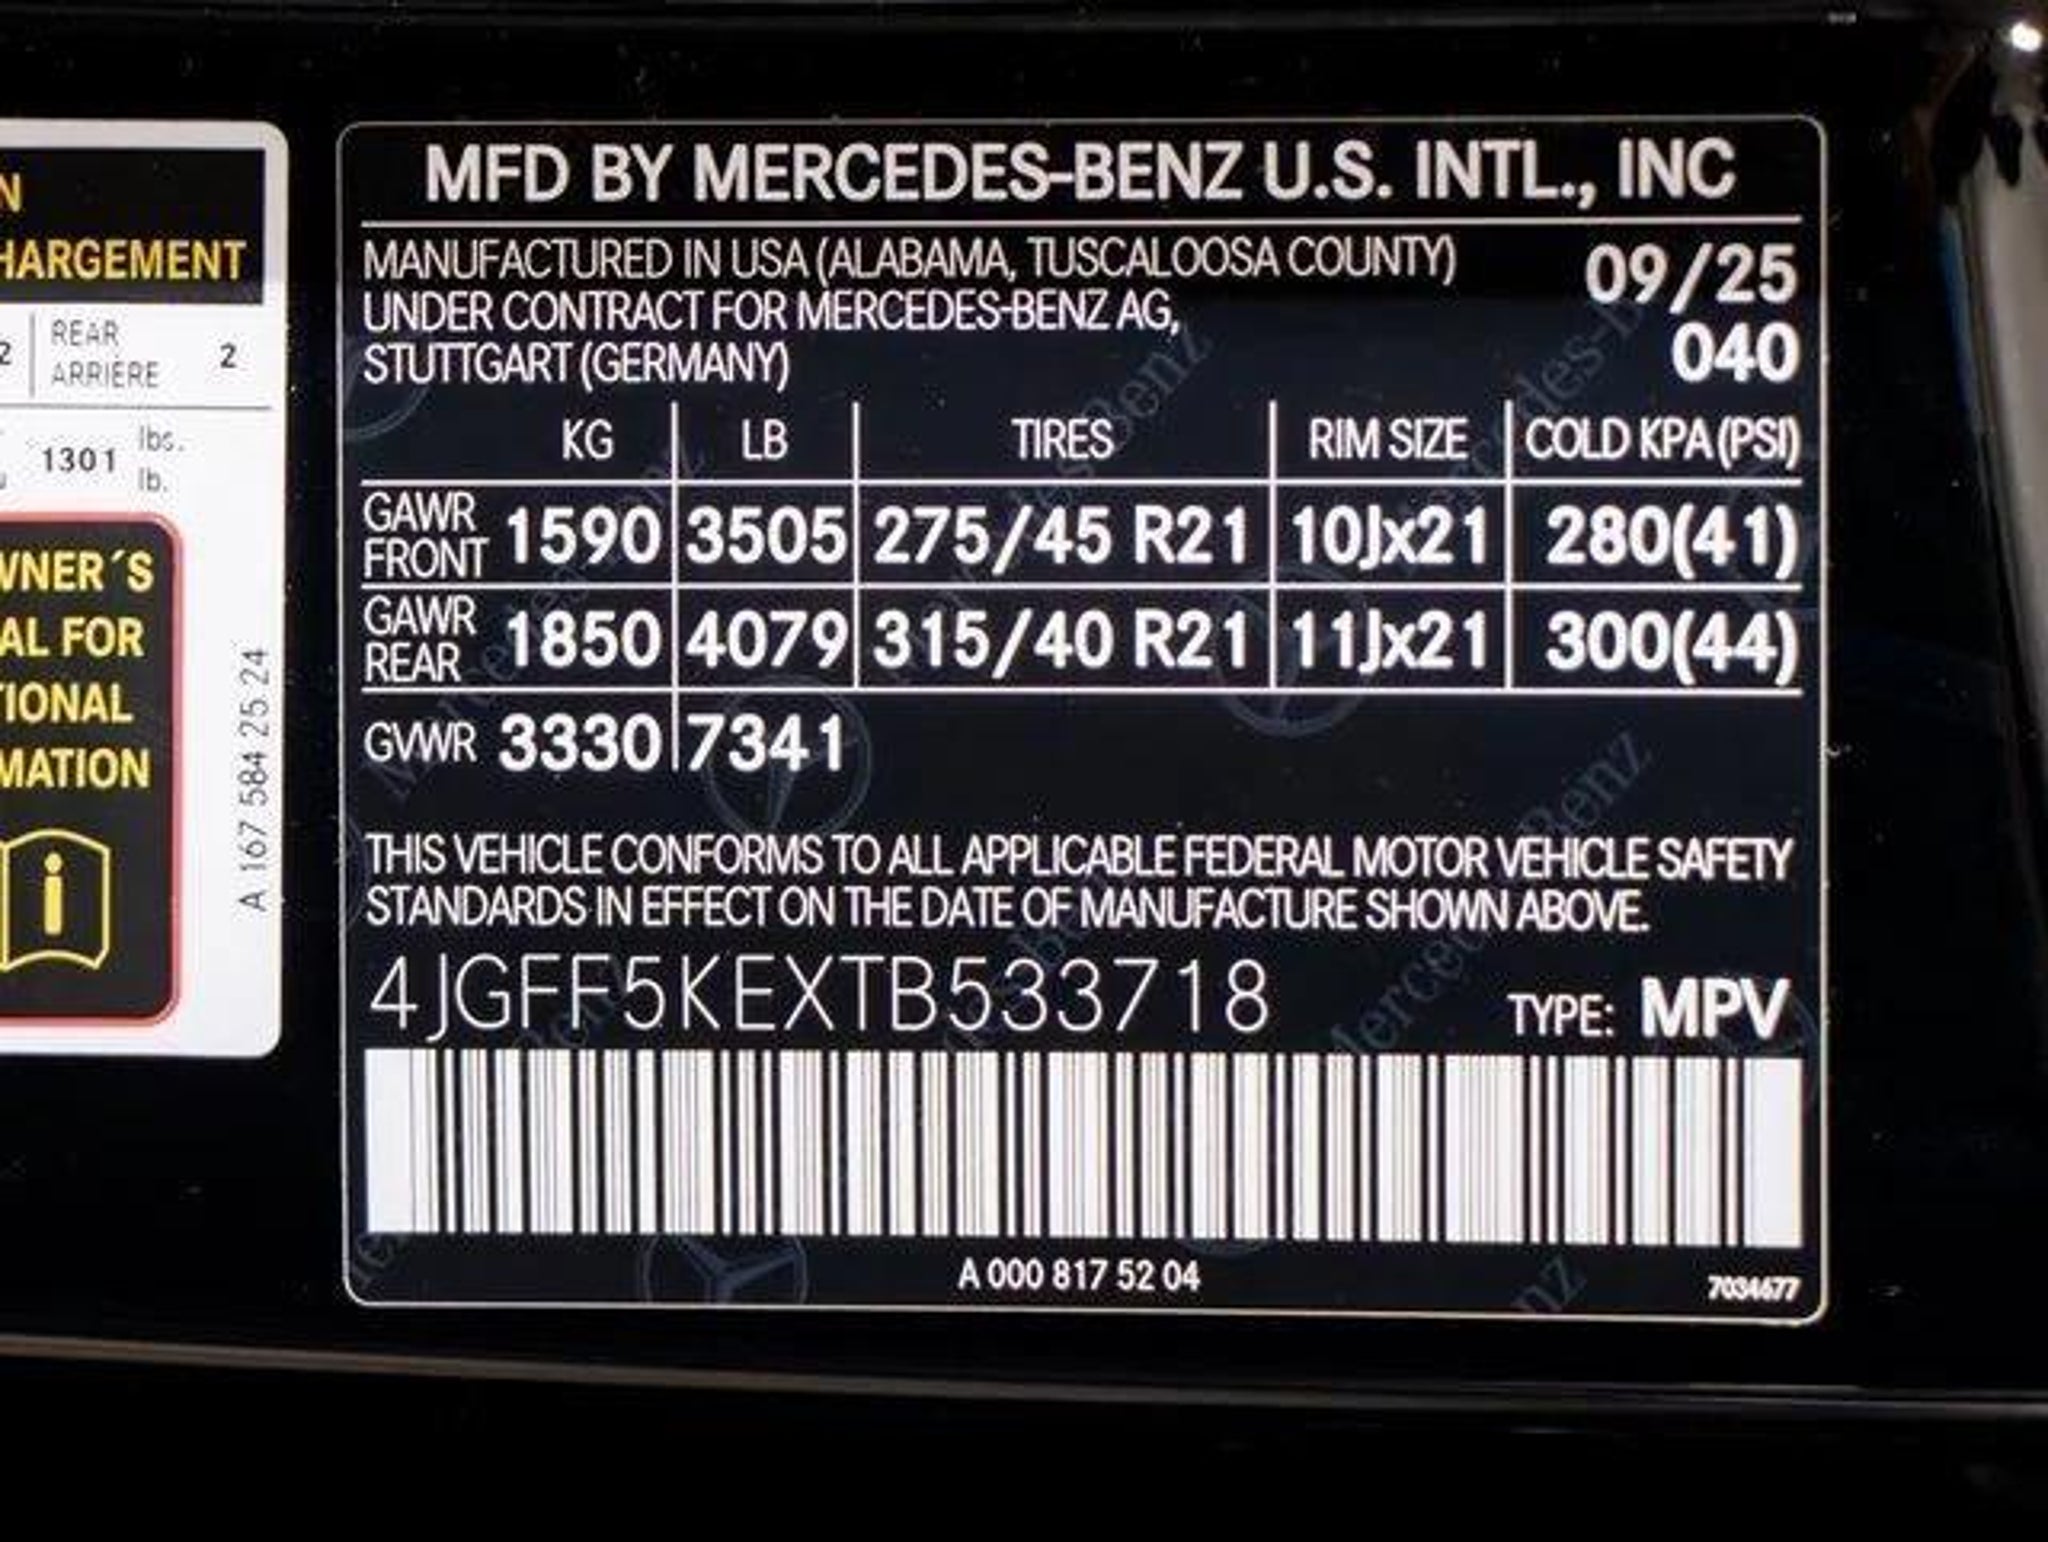 N
HARGEMENT
2 REAR
ARRIÈRE 2
1301 lbs.
lb.
WNER´S
AL FOR
TIONAL
MATION
A 167 584 25 24
MFD BY MERCEDES-BENZ U.S. INTL., INC
MANUFACTURED IN USA (ALABAMA, TUSCALOOSA COUNTY) 09/25
UNDER CONTRACT FOR MERCEDES-BENZ AG,
STUTTGART (GERMANY) 040
KG LB TIRES RIM SIZE COLD KPA (PSI)
GAWR FRONT 1590 3505 275/45 R21 10Jx21 280(41)
GAWR REAR 1850 4079 315/40 R21 11Jx21 300(44)
GVWR 3330 7341
THIS VEHICLE CONFORMS TO ALL APPLICABLE FEDERAL MOTOR VEHICLE SAFETY
STANDARDS IN EFFECT ON THE DATE OF MANUFACTURE SHOWN ABOVE.
4JGFF5KEXTB533718 TYPE: MPV
A 000 817 52 04 7034677